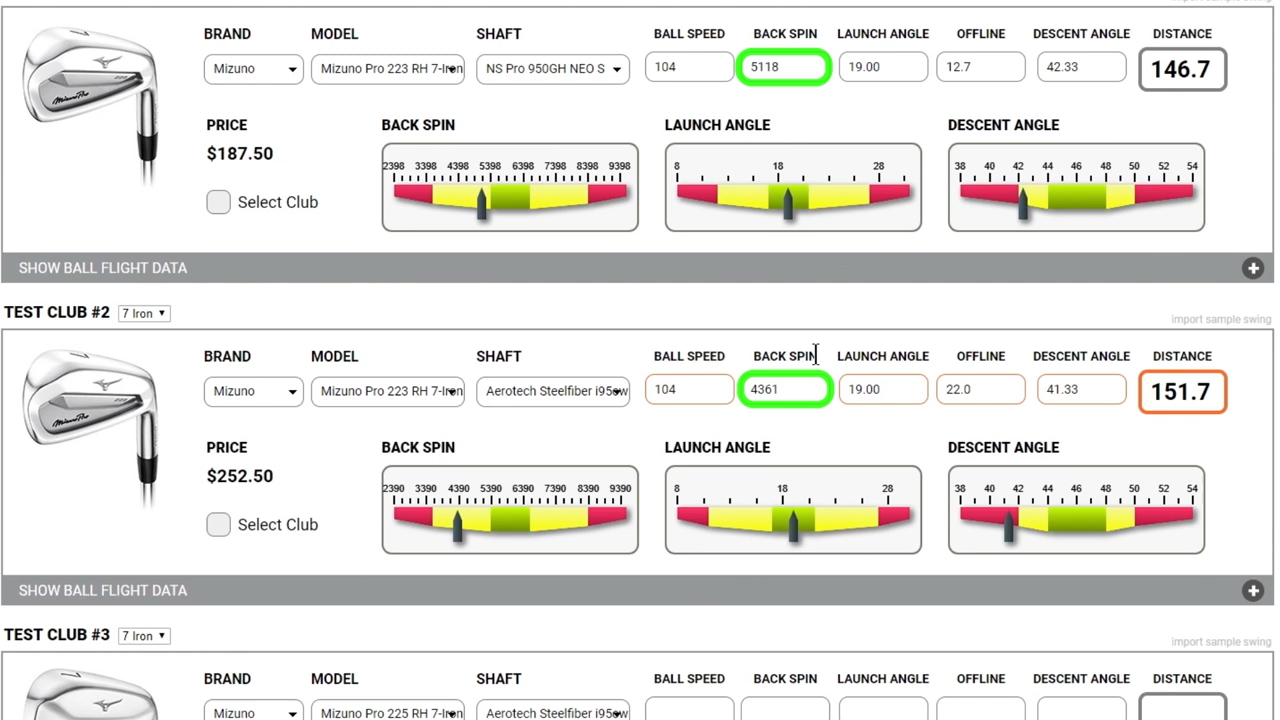 import sample swing
BRAND MODEL SHAFT BALL SPEED BACK SPIN LAUNCH ANGLE OFFLINE DESCENT ANGLE DISTANCE
Mizuno Mizuno Pro 223 RH 7-Iron NS Pro 950GH NEO S 104 5118 19.00 12.7 42.33 146.7
PRICE BACK SPIN LAUNCH ANGLE DESCENT ANGLE
$187.50
2398 3398 4398 5398 6398 7398 8398 9398 8 18 28 38 40 42 44 46 48 50 52 54
Select Club
SHOW BALL FLIGHT DATA
TEST CLUB #2 7 Iron
import sample swing
BRAND MODEL SHAFT BALL SPEED BACK SPIN LAUNCH ANGLE OFFLINE DESCENT ANGLE DISTANCE
Mizuno Mizuno Pro 223 RH 7-Iron Aerotech Steelfiber i95cw 104 4361 19.00 22.0 41.33 151.7
PRICE BACK SPIN LAUNCH ANGLE DESCENT ANGLE
$252.50
2390 3390 4390 5390 6390 7390 8390 9390 8 18 28 38 40 42 44 46 48 50 52 54
Select Club
SHOW BALL FLIGHT DATA
TEST CLUB #3 7 Iron
import sample swing
BRAND MODEL SHAFT BALL SPEED BACK SPIN LAUNCH ANGLE OFFLINE DESCENT ANGLE DISTANCE
Mizuno Mizuno Pro 225 RH 7-Iron Aerotech Steelfiber i95cw